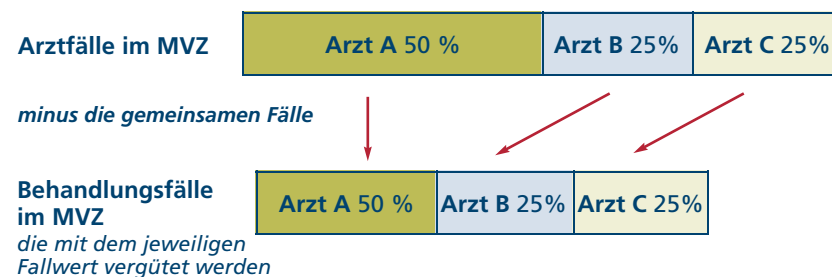 Arztfälle im MVZ
Arzt A 50 % Arzt B 25% Arzt C 25%
minus die gemeinsamen Fälle
Behandlungsfälle
im MVZ
Arzt A 50 % Arzt B 25% Arzt C 25%
die mit dem jeweiligen
Fallwert vergütet werden